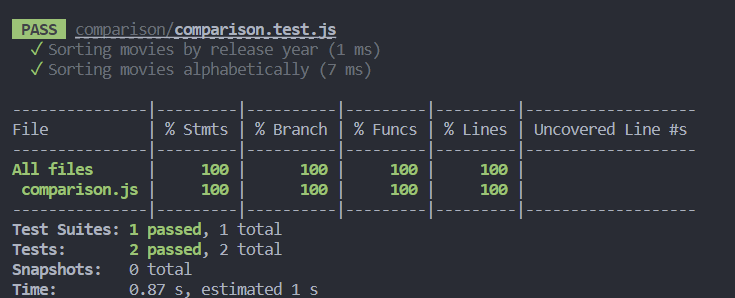 PASS comparison/comparison.test.js
✓ Sorting movies by release year (1 ms)
✓ Sorting movies alphabetically (7 ms)
---------------|---------|----------|---------|---------|-------------------
File           | % Stmts | % Branch | % Funcs | % Lines | Uncovered Line #s
---------------|---------|----------|---------|---------|-------------------
All files      |     100 |      100 |     100 |     100 |
 comparison.js |     100 |      100 |     100 |     100 |
---------------|---------|----------|---------|---------|-------------------
Test Suites: 1 passed, 1 total
Tests:       2 passed, 2 total
Snapshots:   0 total
Time:        0.87 s, estimated 1 s